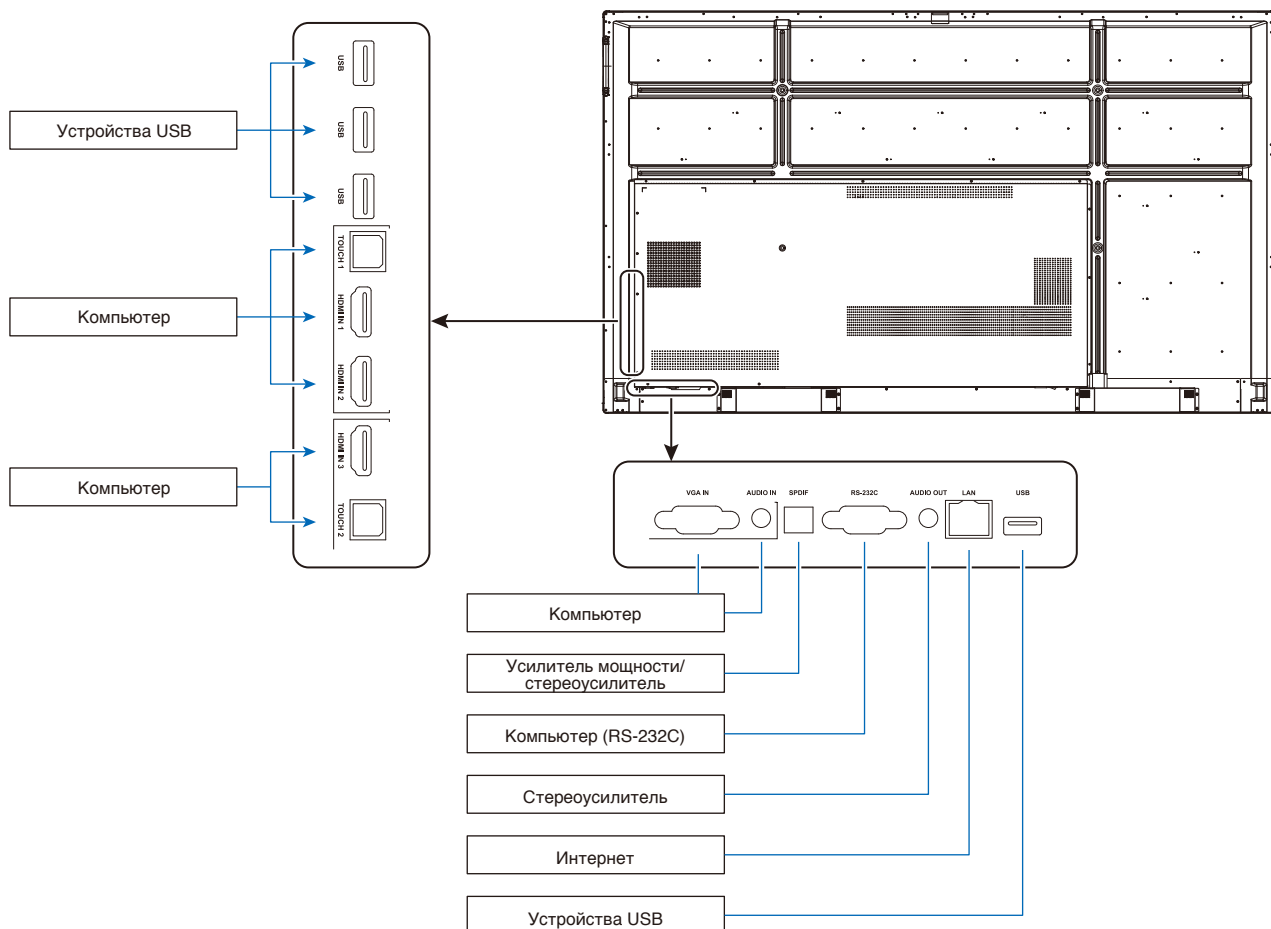 USB
Устройства USB
USB
USB
TOUCH 1
Компьютер
HDMI IN 1
HDMI IN 2
HDMI IN 3
Компьютер
TOUCH 2
VGA IN
AUDIO IN
SPDIF
RS-232C
AUDIO OUT
LAN
USB
Компьютер
Усилитель мощности/
стереоусилитель
Компьютер (RS-232C)
Стереоусилитель
Интернет
Устройства USB